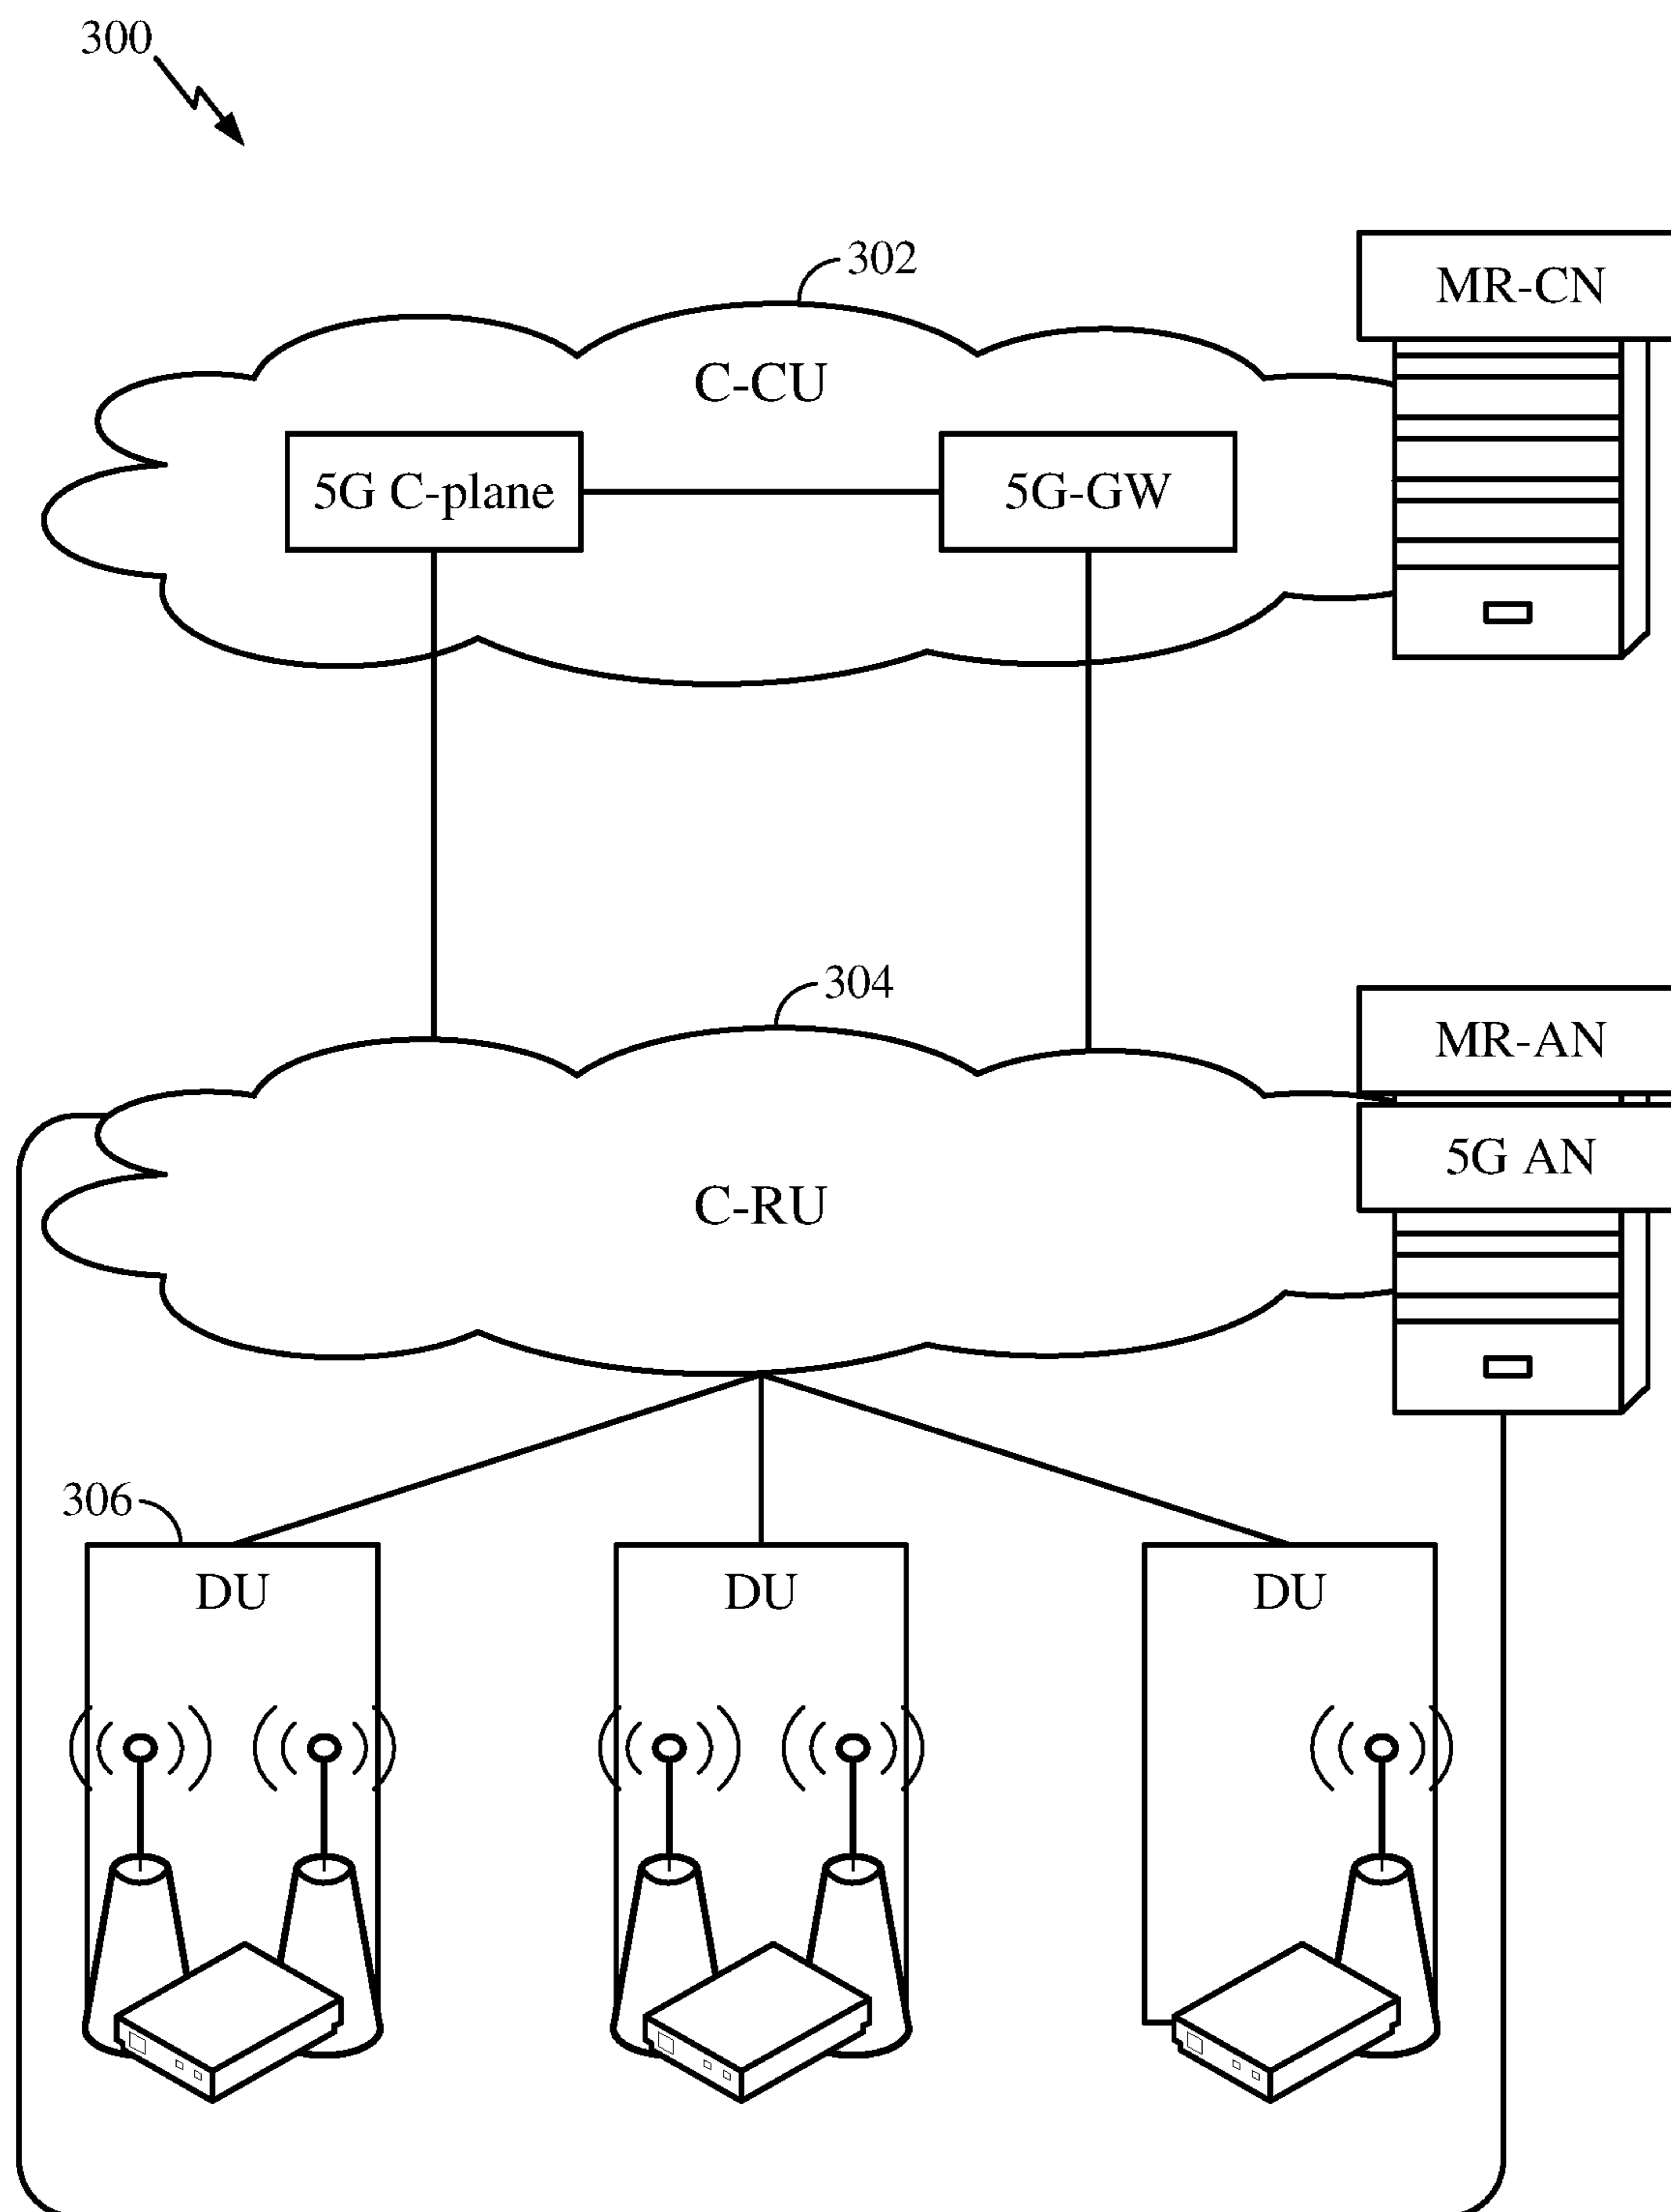 300
302
MR-CN
C-CU
5G C-plane
5G-GW
304
MR-AN
5G AN
C-RU
306
DU
DU
DU